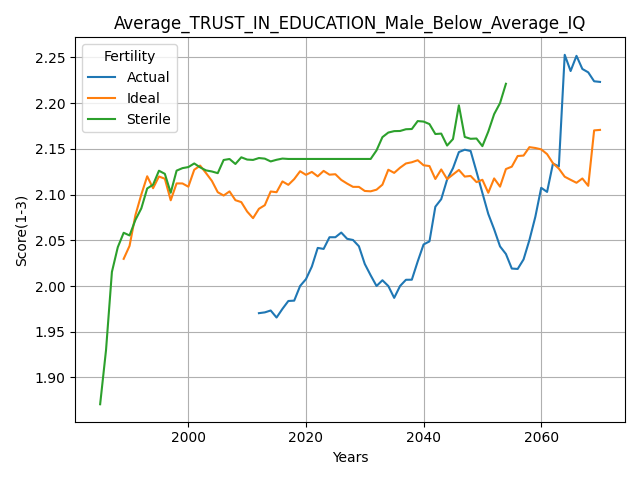 Average_TRUST_IN_EDUCATION_Male_Below_Average_IQ
Fertility
Actual
Ideal
Sterile
Score(1-3)
2.25
2.20
2.15
2.10
2.05
2.00
1.95
1.90
2000
2020
2040
2060
Years